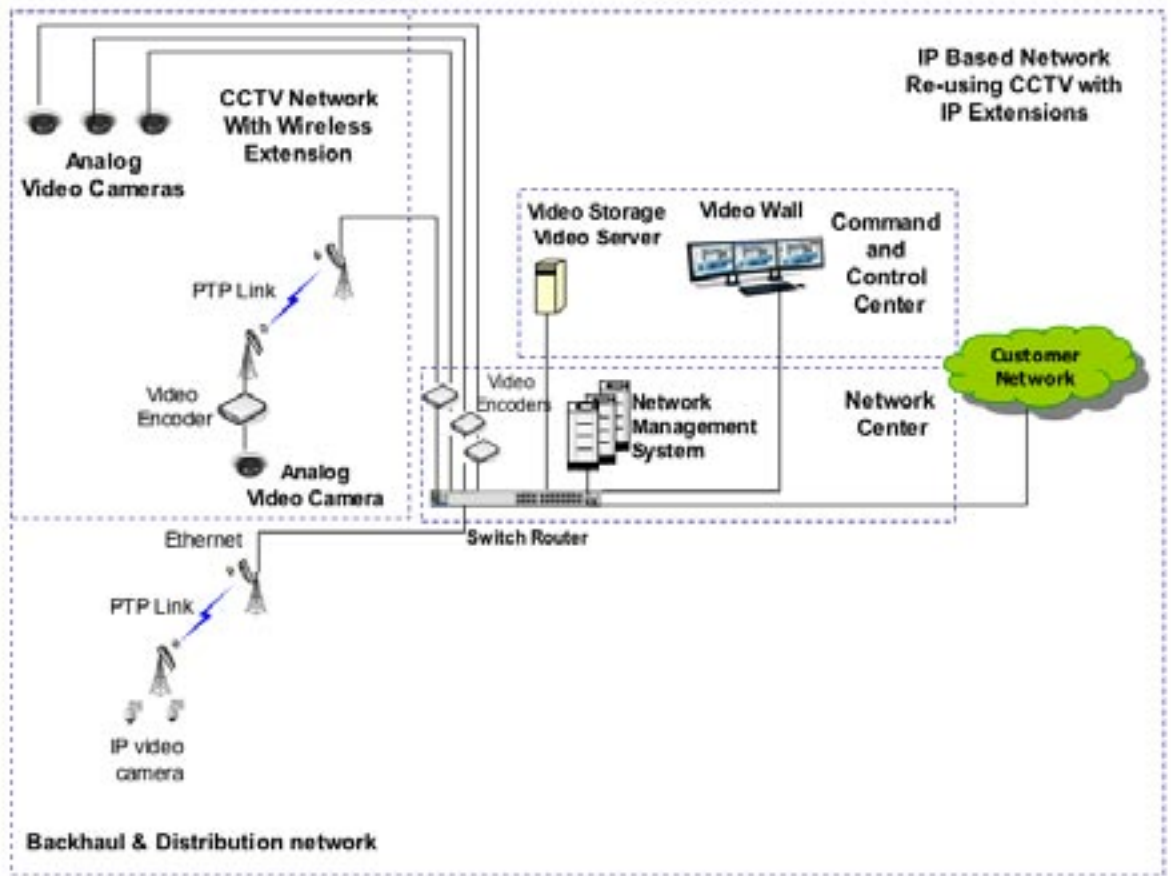 IP Based Network
Re-using CCTV with
IP Extensions
CCTV Network
With Wireless
Extension
Analog
Video Cameras
Video Storage
Video Server
Video Wall
Command
and
Control
Center
PTP Link
Customer
Network
Video
Encoder
Video
Encoders
Network
Management
System
Network
Center
Analog
Video Camera
Ethernet
Switch Router
PTP Link
IP video
camera
Backhaul & Distribution network